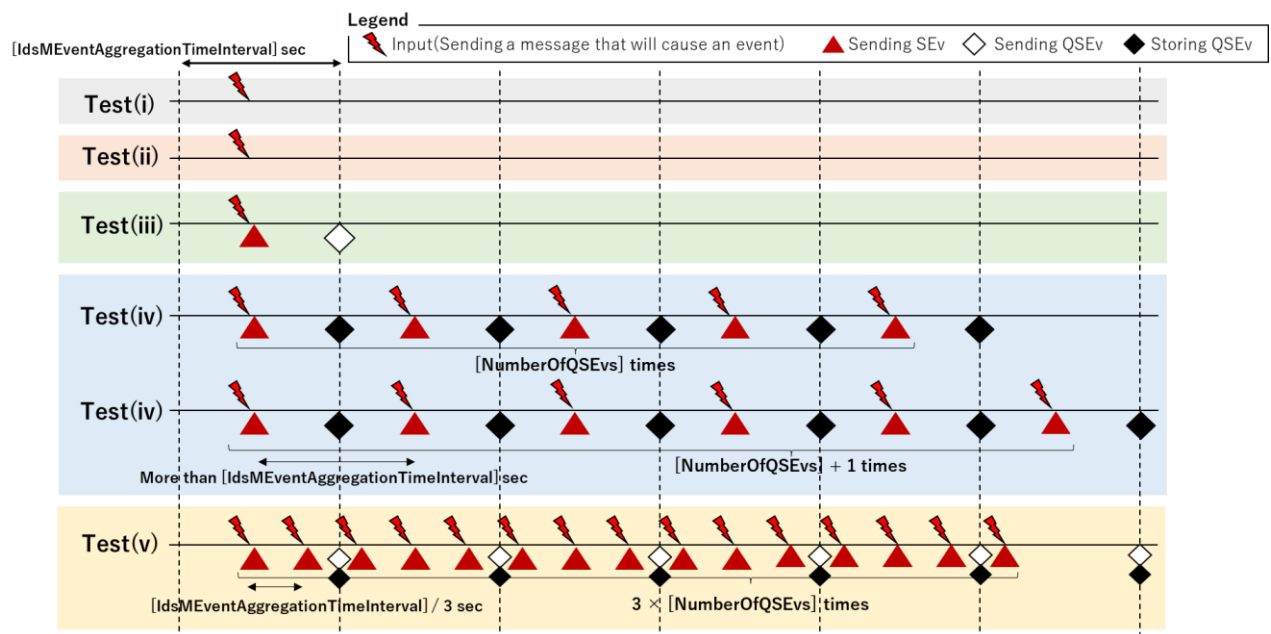 Legend
[IdsMEventAggregationTimeInterval] sec
Input(Sending a message that will cause an event)
Sending SEv
Sending QSEv
Storing QSEv
Test(i)
Test(ii)
Test(iii)
Test(iv)
[NumberOfQSEvs] times
Test(iv)
[NumberOfQSEvs] + 1 times
More than [IdsMEventAggregationTimeInterval] sec
Test(v)
[IdsMEventAggregationTimeInterval] / 3 sec
3 × [NumberOfQSEvs] times